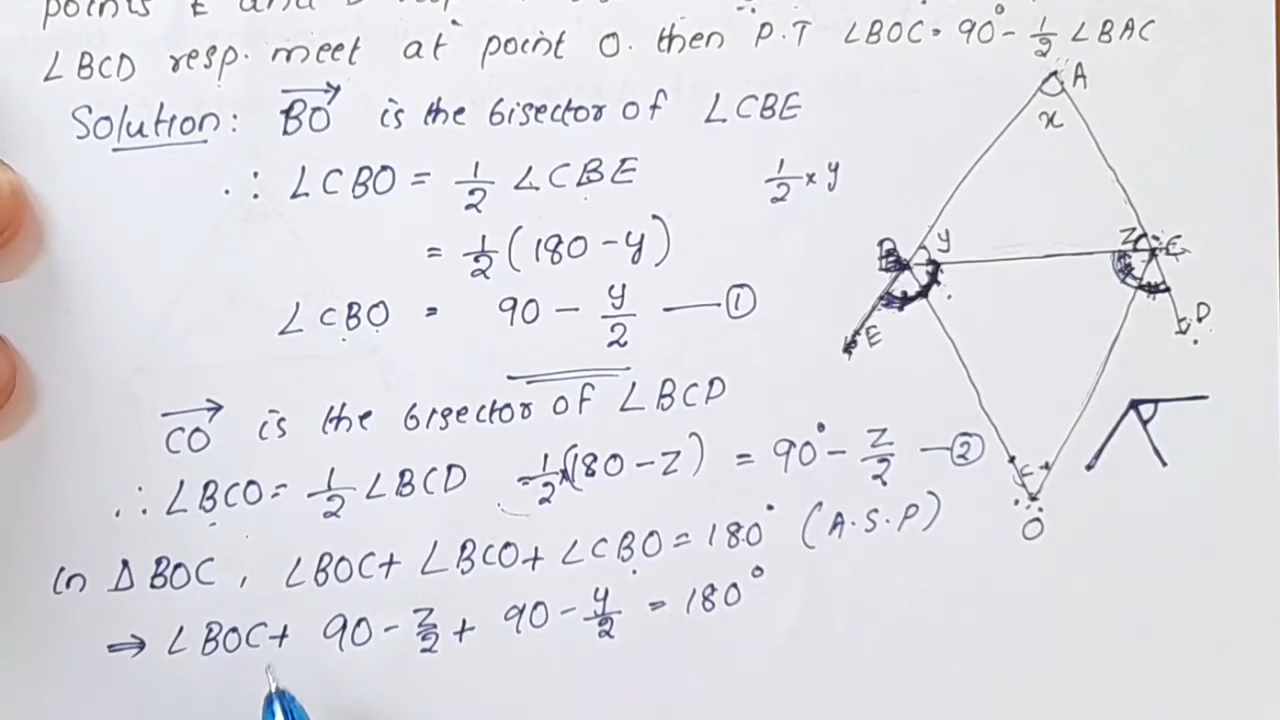 points E and
∠BCD resp. meet at point O. then P.T ∠BOC = 90° - 1/2 ∠BAC
Solution: BO→ is the bisector of ∠CBE
∴ ∠CBO = 1/2 ∠CBE
1/2 × y
= 1/2 (180 - y)
∠CBO = 90 - y/2 — ①
CO→ is the bisector of ∠BCD
∴ ∠BCO = 1/2 ∠BCD = 1/2 × (180 - z) = 90° - z/2 — ②
In △BOC, ∠BOC + ∠BCO + ∠CBO = 180° (A.S.P)
⇒ ∠BOC + 90 - z/2 + 90 - y/2 = 180°
A
x
B
y
z
C
E
D
O